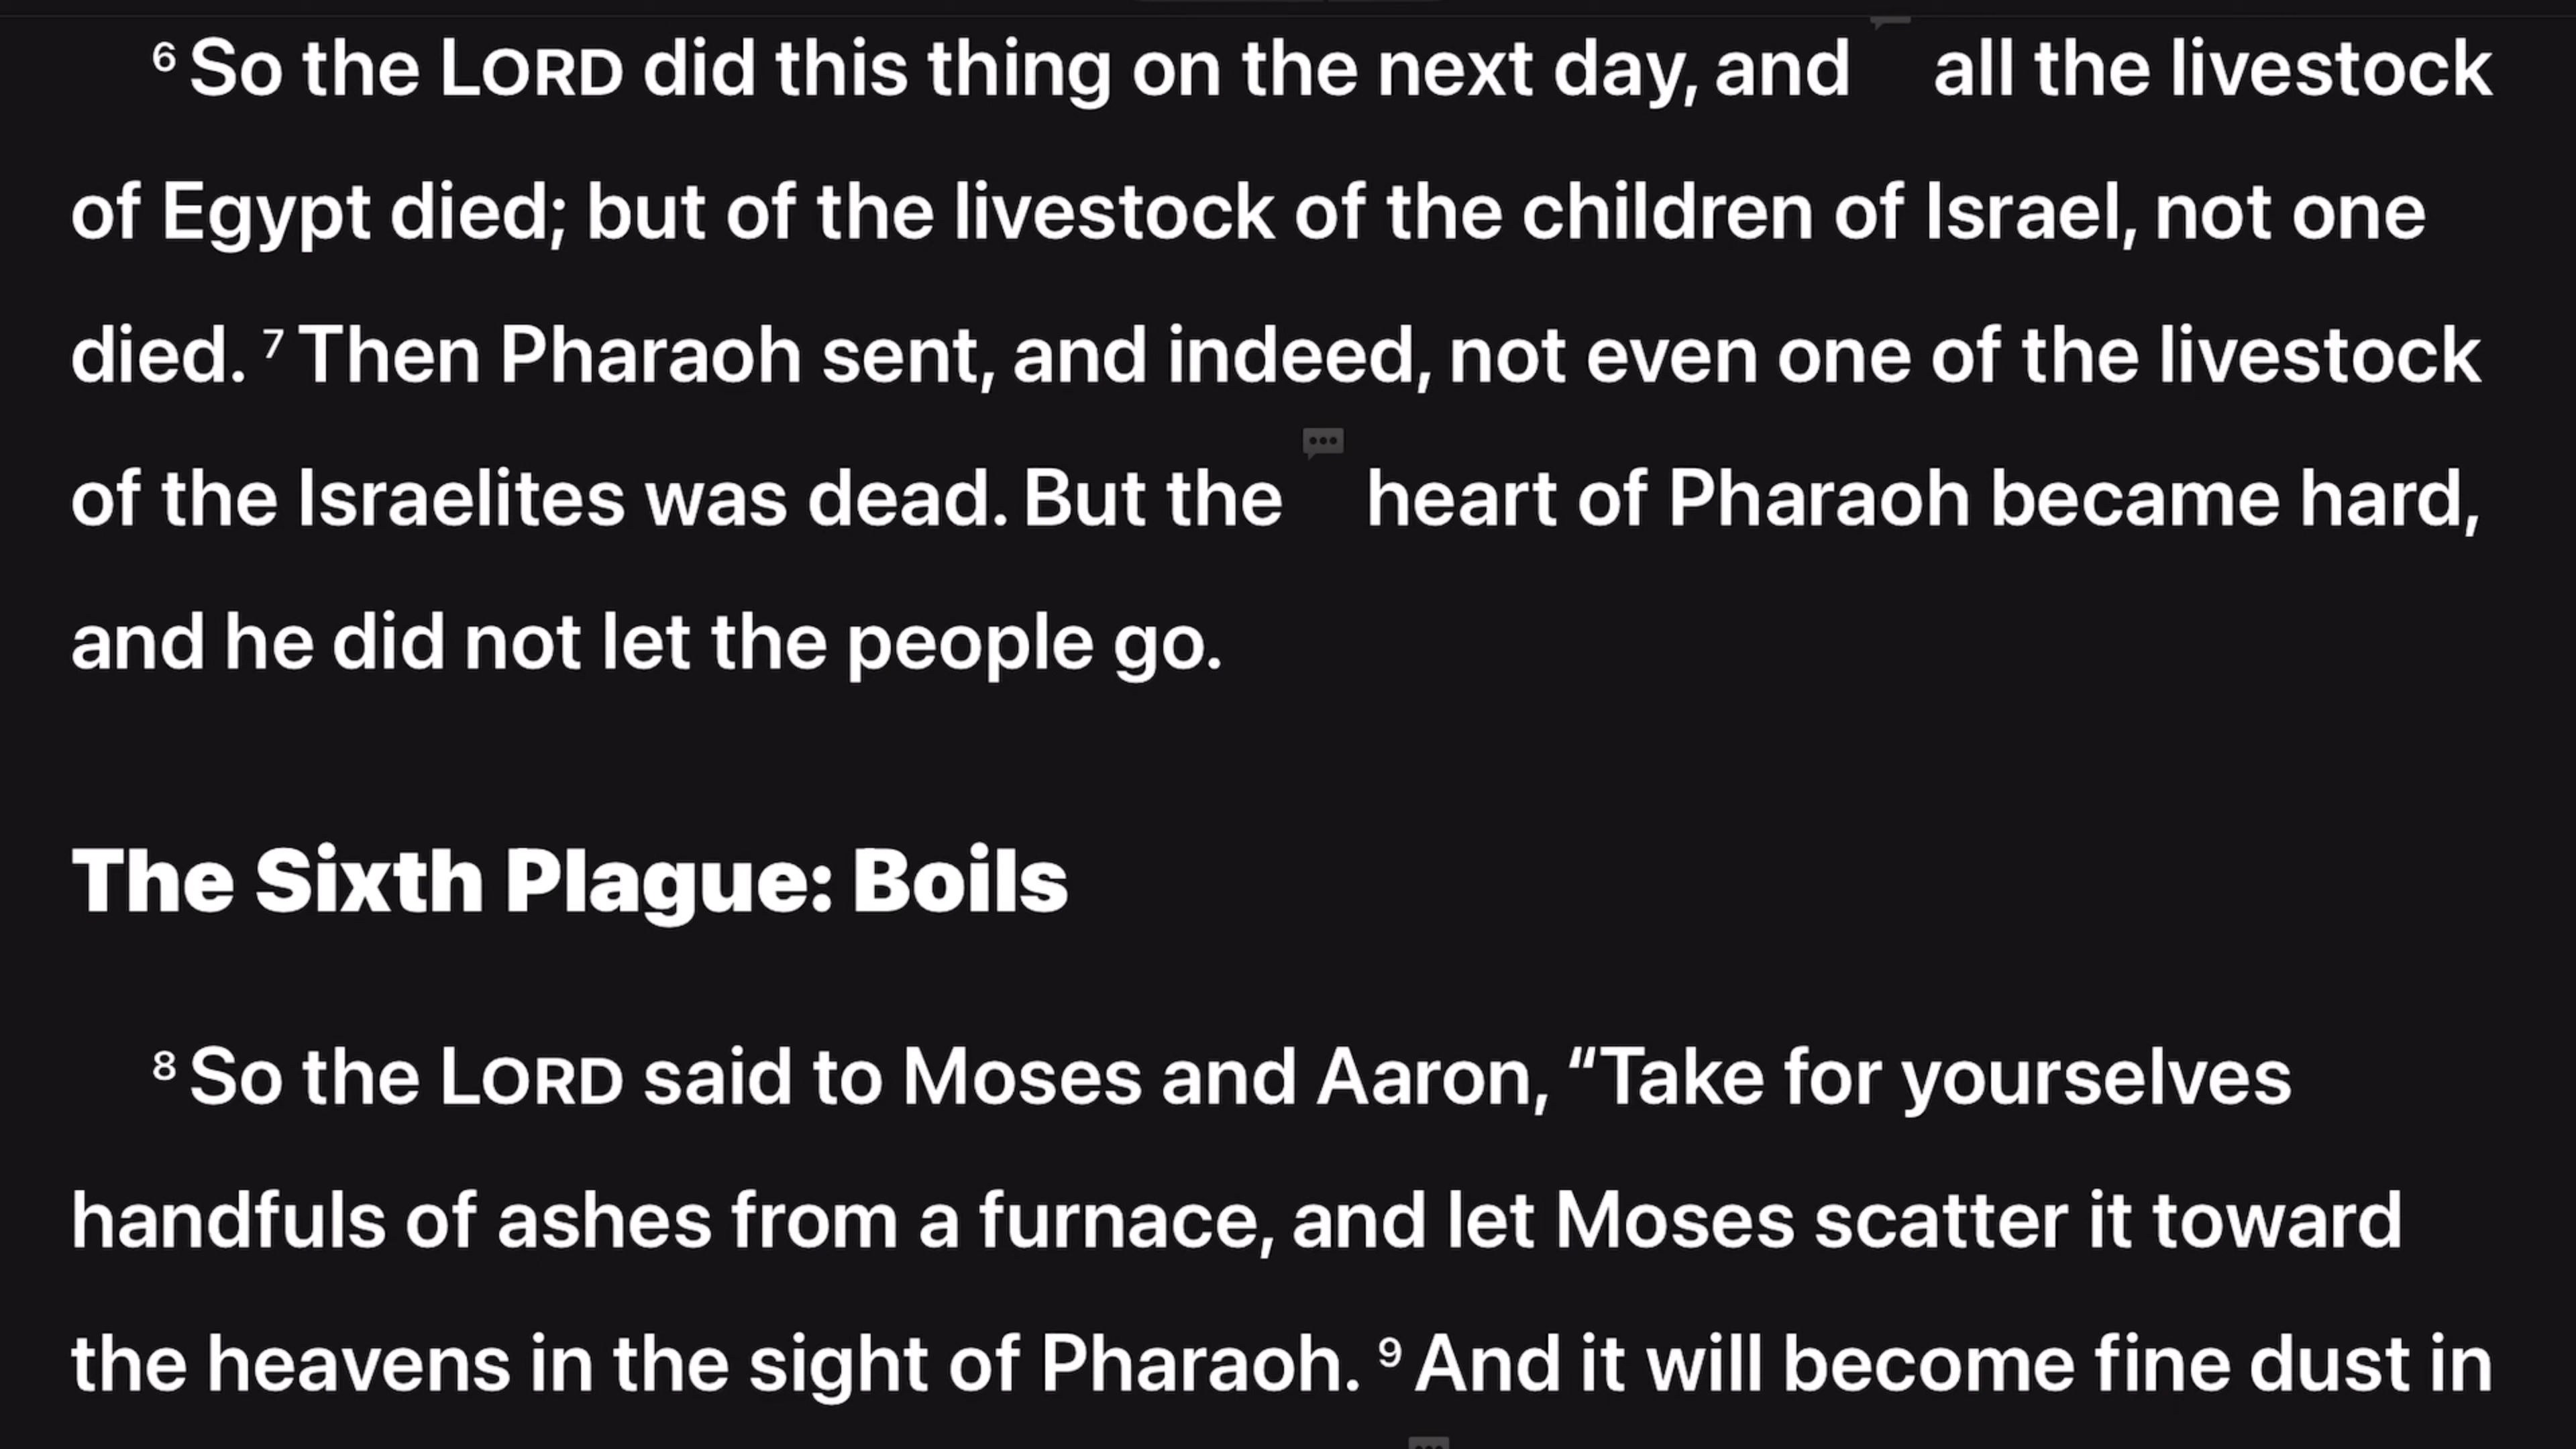 6 So the LORD did this thing on the next day, and all the livestock
of Egypt died; but of the livestock of the children of Israel, not one
died. 7 Then Pharaoh sent, and indeed, not even one of the livestock
of the Israelites was dead. But the heart of Pharaoh became hard,
and he did not let the people go.
The Sixth Plague: Boils
8 So the LORD said to Moses and Aaron, “Take for yourselves
handfuls of ashes from a furnace, and let Moses scatter it toward
the heavens in the sight of Pharaoh. 9 And it will become fine dust in